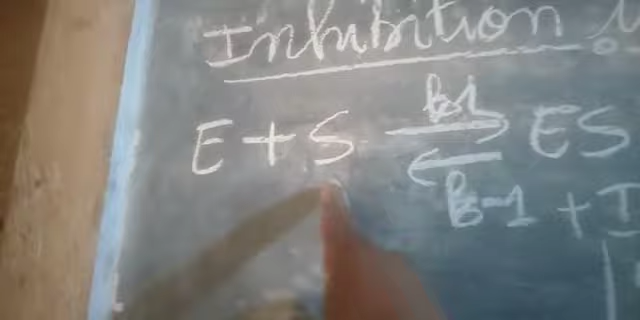 Inhibition
E + S ⇌ ES
k1
k-1 + I